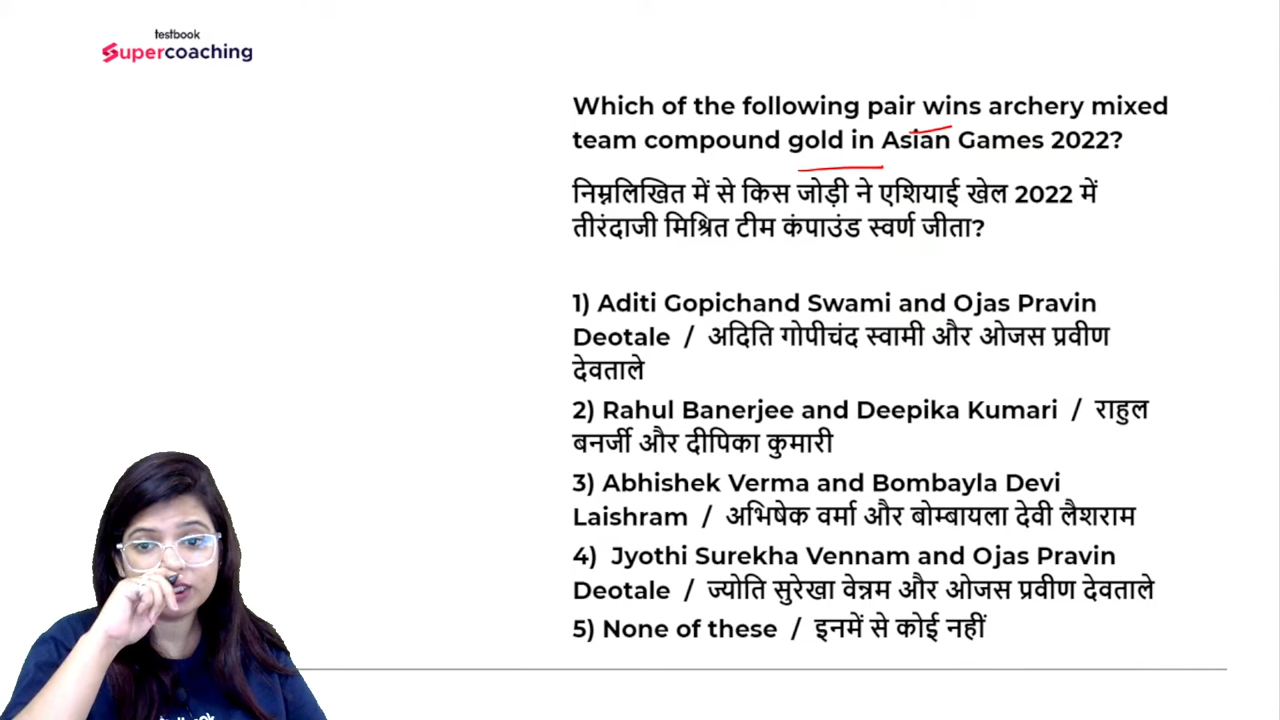 testbook
Supercoaching
Which of the following pair wins archery mixed
team compound gold in Asian Games 2022?
निम्नलिखित में से किस जोड़ी ने एशियाई खेल 2022 में
तीरंदाजी मिश्रित टीम कंपाउंड स्वर्ण जीता?
1) Aditi Gopichand Swami and Ojas Pravin
Deotale / अदिति गोपीचंद स्वामी और ओजस प्रवीण
देवताले
2) Rahul Banerjee and Deepika Kumari / राहुल
बनर्जी और दीपिका कुमारी
3) Abhishek Verma and Bombayla Devi
Laishram / अभिषेक वर्मा और बोम्बायला देवी लैशराम
4) Jyothi Surekha Vennam and Ojas Pravin
Deotale / ज्योति सुरेखा वेन्नम और ओजस प्रवीण देवताले
5) None of these / इनमें से कोई नहीं